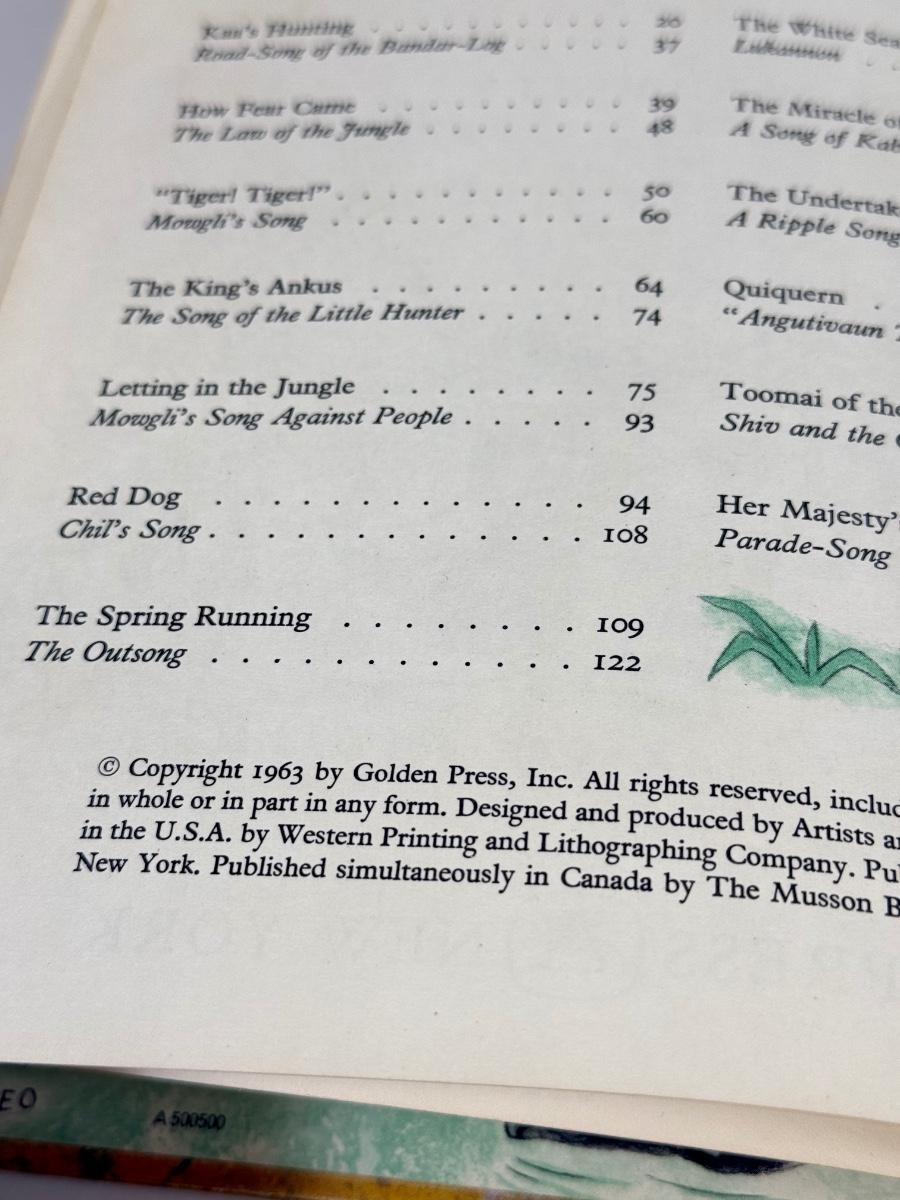 Kaa's Hunting . . . . . . . . . . 26
Road-Song of the Bandar-Log . . . . . 37
How Fear Came . . . . . . . . . 39
The Law of the Jungle . . . . . . . 48
"Tiger! Tiger!" . . . . . . . . . . 50
Mowgli's Song . . . . . . . . . . 60
The King's Ankus . . . . . . . . . 64
The Song of the Little Hunter . . . . . 74
Letting in the Jungle . . . . . . . . 75
Mowgli's Song Against People . . . . . 93
Red Dog . . . . . . . . . . . . . 94
Chil's Song . . . . . . . . . . . . . 108
The Spring Running . . . . . . . . 109
The Outsong . . . . . . . . . . . . 122
The White Sea
Lukannon . .
The Miracle of
A Song of Kab
The Undertak
A Ripple Song
Quiquern .
"Angutivaun T
Toomai of the
Shiv and the G
Her Majesty's
Parade-Song
© Copyright 1963 by Golden Press, Inc. All rights reserved, includ
in whole or in part in any form. Designed and produced by Artists an
in the U.S.A. by Western Printing and Lithographing Company. Pu
New York. Published simultaneously in Canada by The Musson B
EO
A 500500